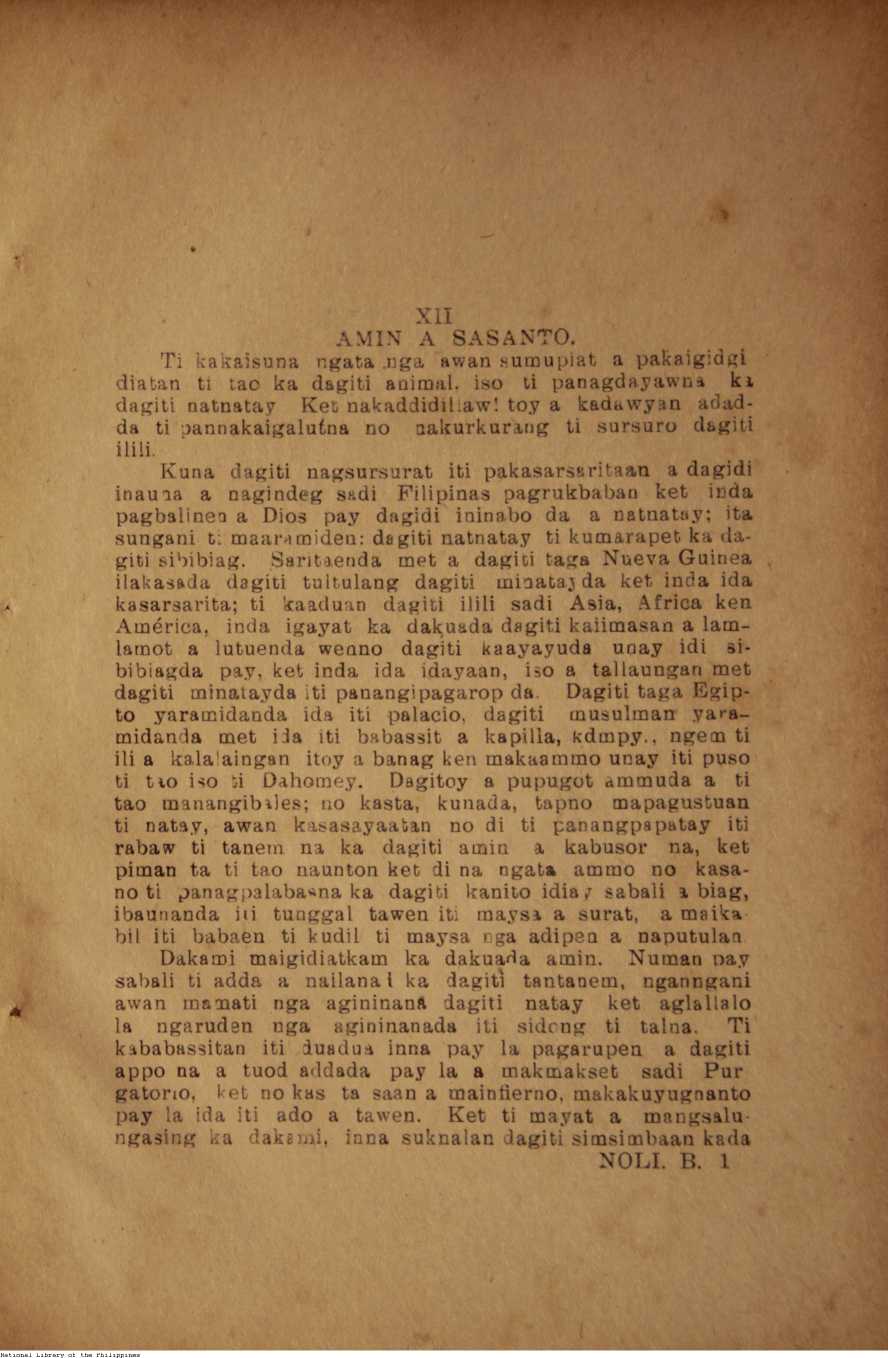 XII
AMIN A SASANTO.
Ti kakaisuna ngata nga awan sumupiat a pakaigidgi
diatan ti tao ka dagiti animal. iso ti panagdayawna ka
dagiti natnatay Ket nakaddidillaw! toy a kadawyan adad-
da ti pannakaigalutna no nakurkurang ti sursuro dagiti
ilili.
Kuna dagiti nagsursurat iti pakasarsaritaan a dagidi
inauna a nagindeg sadi Filipinas pagrukbaban ket inda
pagbalinen a Dios pay dagidi ininabo da a natnatay; ita
sungani ti maaramiden: dagiti natnatay ti kumarapet ka da-
giti sibibiag. Saritaenda met a dagiti taga Nueva Guinea
ilakasada dagiti tultulang dagiti minatayda ket inda ida
kasarsarita; ti kaaduan dagiti ilili sadi Asia, Africa ken
América, inda igayat ka dakuada dagiti kaiimasan a lam-
lamot a lutuenda wenno dagiti kaayayuda unay idi si-
bibiagda pay, ket inda ida idayaan, iso a tallaungan met
dagiti minatayda iti panangipagarop da. Dagiti taga Egip-
to yaramidanda ida iti palacio, dagiti musulman yara-
midanda met ida iti babassit a kapilla, kdmpy., ngem ti
ili a kalalaingan itoy a banag ken makaammo unay iti puso
ti tao iso ti Dahomey. Dagitoy a pupugot ammuda a ti
tao manangibales; no kasta, kunada, tapno mapagustuan
ti natay, awan kasasayaatan no di ti panangpapatay iti
rabaw ti tanem na ka dagiti amin a kabusor na, ket
piman ta ti tao naunton ket di na ngata ammo no kasa-
no ti panagpalabasna ka dagiti kanito idiay sabali a biag,
ibaunanda iti tunggal tawen iti maysa a surat, a maika
bil iti babaen ti kudil ti maysa nga adipen a naputulan
Dakami maigidiatkam ka dakuada amin. Numan pay
sabali ti adda a nailanad ka dagiti tantanem, nganngani
awan mamati nga agininana dagiti natay ket aglallalo
la ngaruden nga agininanada iti sidong ti talna. Ti
kababassitan iti duadua inna pay la pagarupen a dagiti
appo na a tuod addada pay la a makmakset sadi Pur
gatorio, ket no kas ta saan a mainfierno, makakuyugnanto
pay la ida iti ado a tawen. Ket ti mayat a mangsalu-
ngasing ka dakami, inna suknalan dagiti simsimbaan kada
NOLI. B. 1
National Library of the Philippines